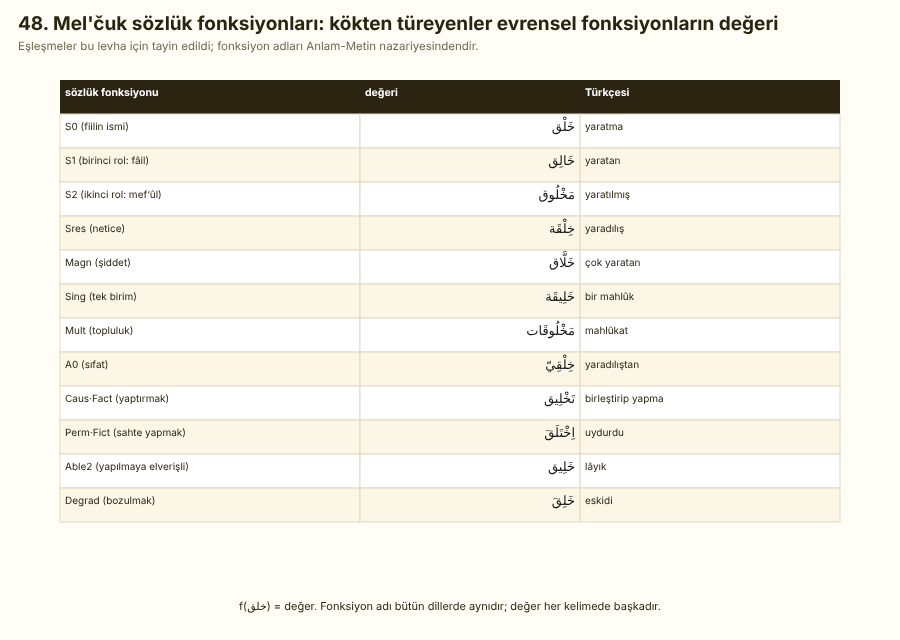 48. Mel'čuk sözlük fonksiyonları: kökten türeyenler evrensel fonksiyonların değeri
Eşleşmeler bu levha için tayin edildi; fonksiyon adları Anlam-Metin nazariyesindendir.
sözlük fonksiyonu değeri Türkçesi
S0 (fiilin ismi) خَلْق yaratma
S1 (birinci rol: fâil) خَالِق yaratan
S2 (ikinci rol: mef'ûl) مَخْلُوق yaratılmış
Sres (netice) خِلْقَة yaradılış
Magn (şiddet) خَلَّاق çok yaratan
Sing (tek birim) خَلِيقَة bir mahlûk
Mult (topluluk) مَخْلُوقَات mahlûkat
A0 (sıfat) خِلْقِيّ yaradılıştan
Caus·Fact (yaptırmak) تَخْلِيق birleştirip yapma
Perm·Fict (sahte yapmak) اِخْتَلَقَ uydurdu
Able2 (yapılmaya elverişli) خَلِيق lâyık
Degrad (bozulmak) خَلِقَ eskidi
f(خلق) = değer. Fonksiyon adı bütün dillerde aynıdır; değer her kelimede başkadır.